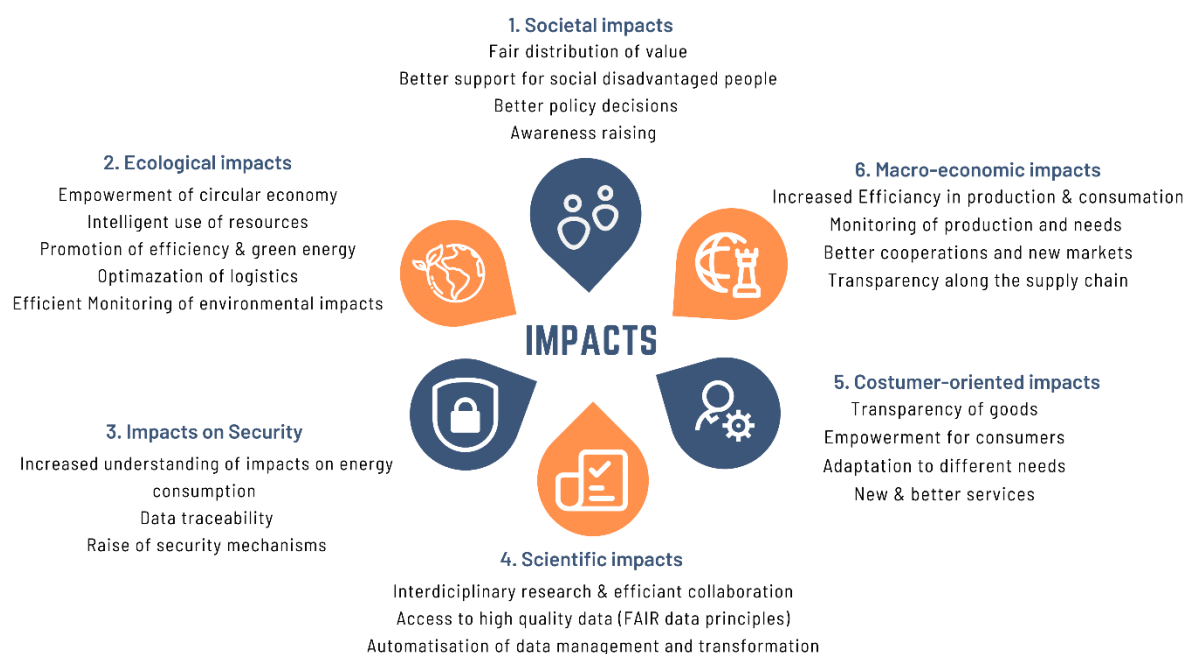 1. Societal impacts
Fair distribution of value
Better support for social disadvantaged people
Better policy decisions
Awareness raising
2. Ecological impacts
Empowerment of circular economy
Intelligent use of resources
Promotion of efficiency & green energy
Optimazation of logistics
Efficient Monitoring of environmental impacts
3. Impacts on Security
Increased understanding of impacts on energy
consumption
Data traceability
Raise of security mechanisms
4. Scientific impacts
Interdiciplinary research & efficiant collaboration
Access to high quality data (FAIR data principles)
Automatisation of data management and transformation
5. Costumer-oriented impacts
Transparency of goods
Empowerment for consumers
Adaptation to different needs
New & better services
6. Macro-economic impacts
Increased Efficiancy in production & consumation
Monitoring of production and needs
Better cooperations and new markets
Transparency along the supply chain
IMPACTS